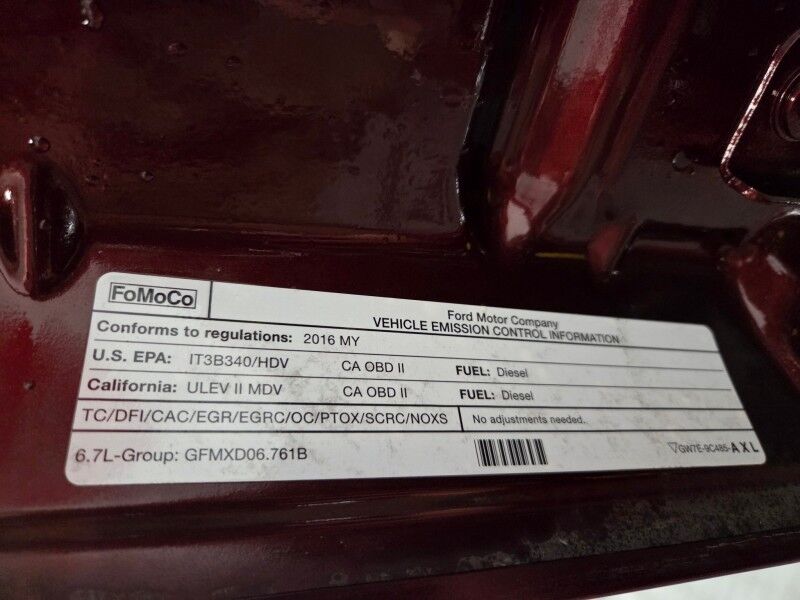 FoMoCo
Ford Motor Company
VEHICLE EMISSION CONTROL INFORMATION
Conforms to regulations: 2016 MY
U.S. EPA: IT3B340/HDV CA OBD II FUEL: Diesel
California: ULEV II MDV CA OBD II FUEL: Diesel
TC/DFI/CAC/EGR/EGRC/OC/PTOX/SCRC/NOXS No adjustments needed.
6.7L-Group: GFMXD06.761B GW7E-9C485-AXL